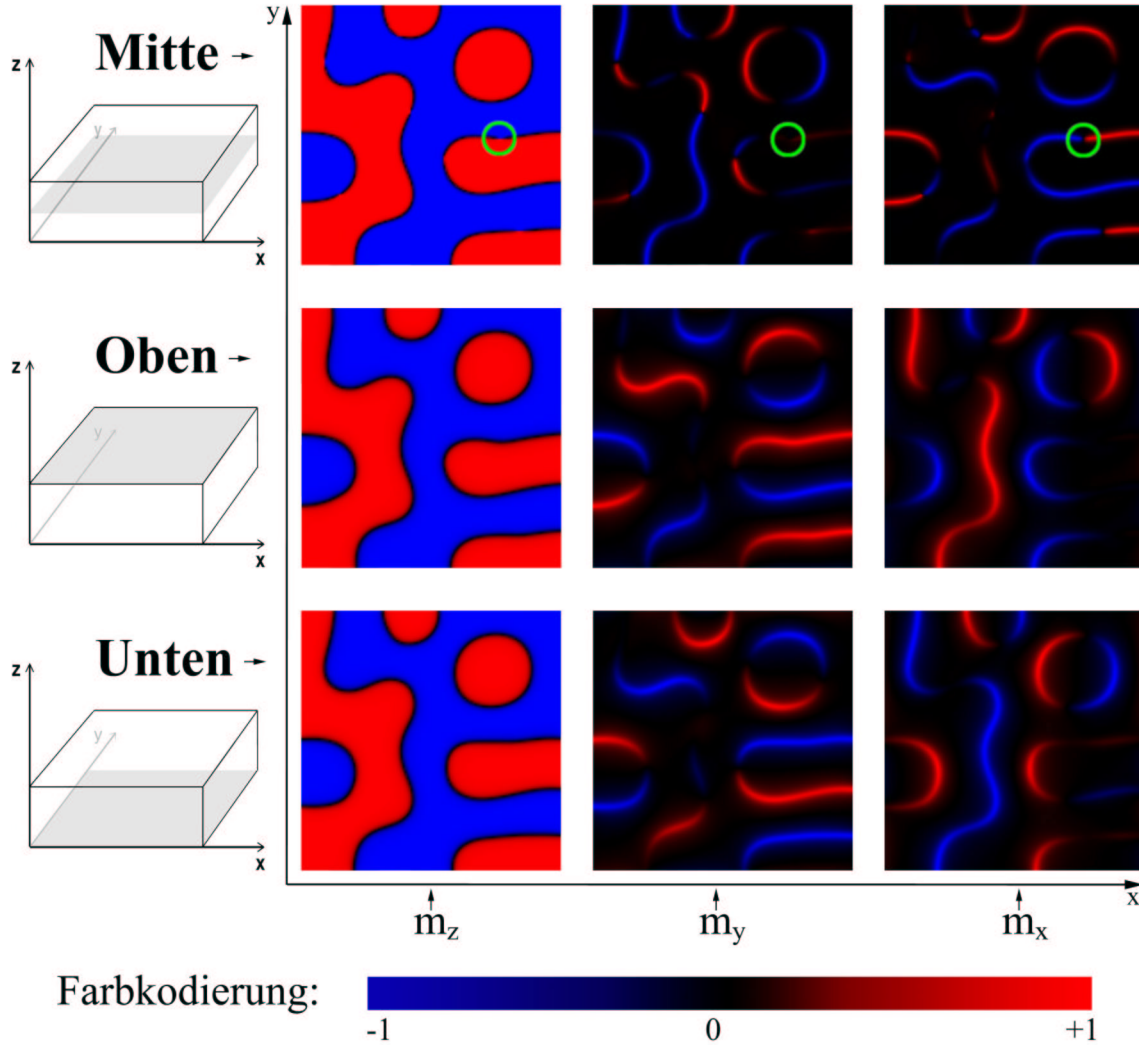 y
z
Mitte
y
x
z
Oben
y
x
z
Unten
y
x
x
m_z
m_y
m_x
Farbkodierung:
-1 0 +1